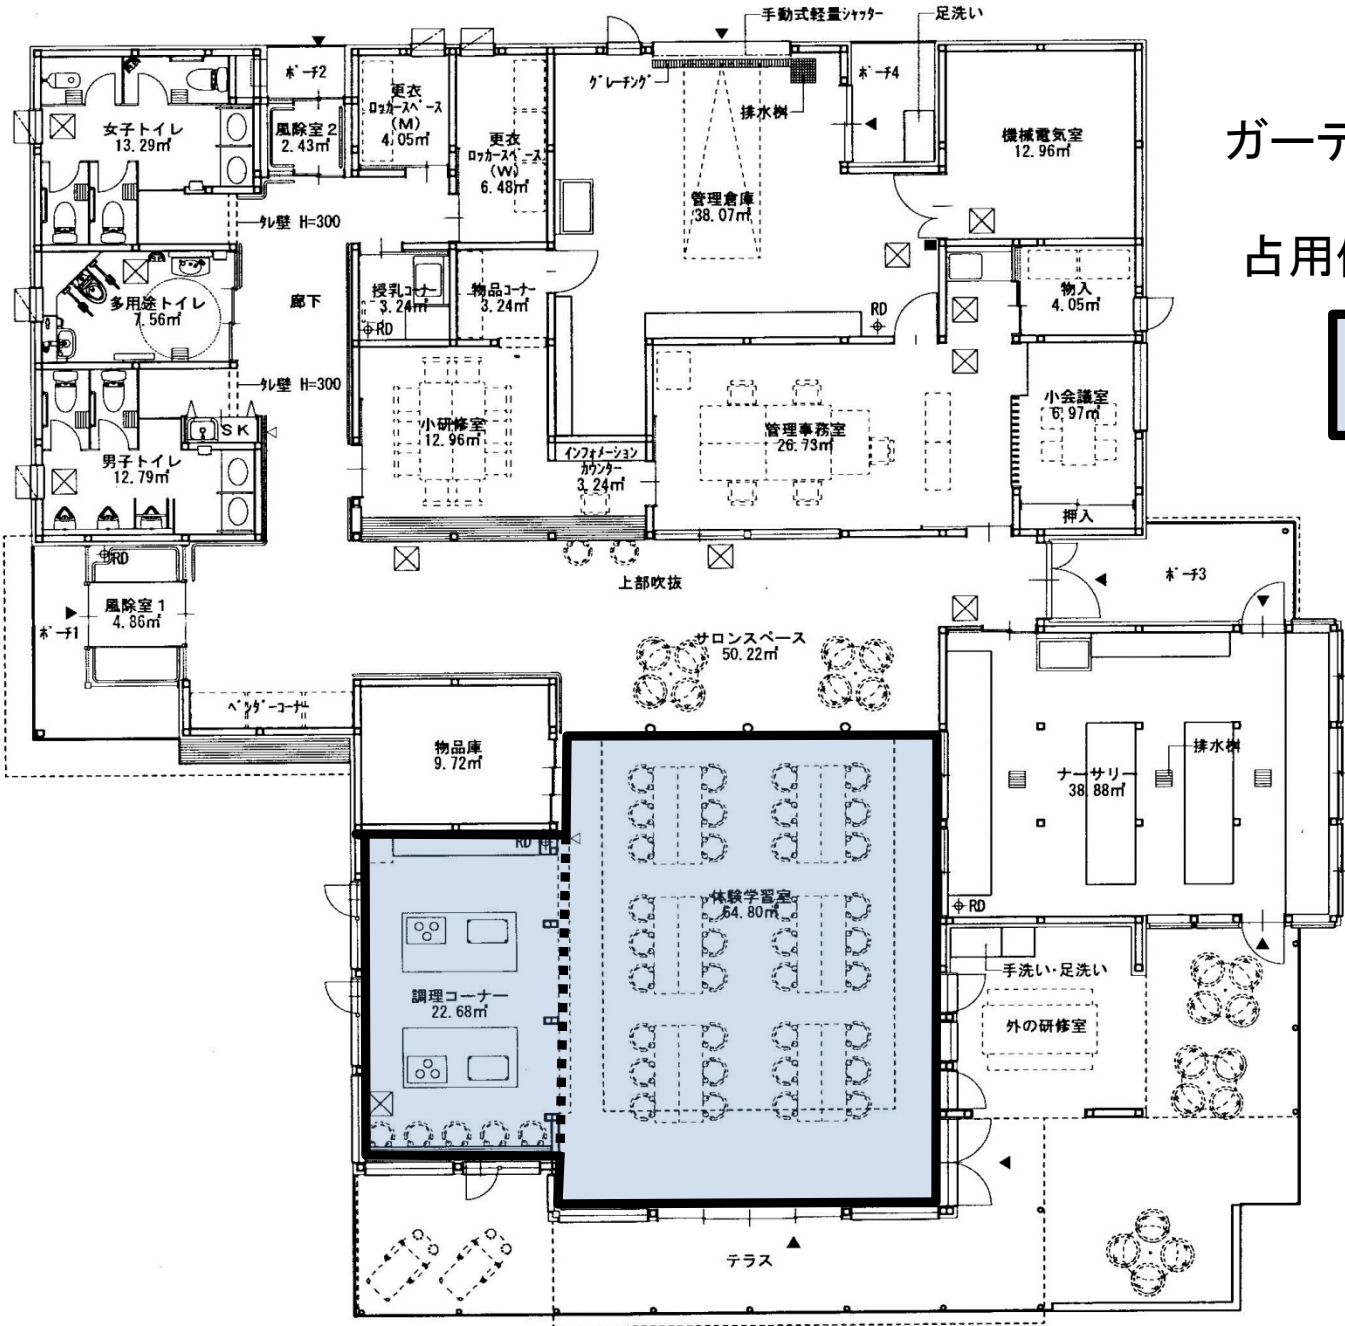 手動式軽量シャッター
足洗い
ポーチ2
更衣
ロッカースペース
(M)
4.05㎡
グレーチング
ポーチ4
排水桝
女子トイレ
13.29㎡
風除室2
2.43㎡
更衣
ロッカースペース
(W)
6.48㎡
機械電気室
12.96㎡
ガーデ
管理倉庫
38.07㎡
タレ壁 H=300
占用
授乳コーナー
3.24㎡
物品コーナー
3.24㎡
物入
4.05㎡
多用途トイレ
7.56㎡
廊下
RD
RD
タレ壁 H=300
小研修室
12.96㎡
管理事務室
26.73㎡
小会議室
6.97㎡
SK
インフォメーション
カウンター
3.24㎡
男子トイレ
12.79㎡
押入
RD
上部吹抜
ポーチ3
風除室1
4.86㎡
ポーチ1
サロンスペース
50.22㎡
ベンダーコーナー
物品庫
9.72㎡
排水桝
ナーサリー
38.88㎡
RD
体験学習室
64.80㎡
RD
手洗い・足洗い
調理コーナー
22.68㎡
外の研修室
テラス